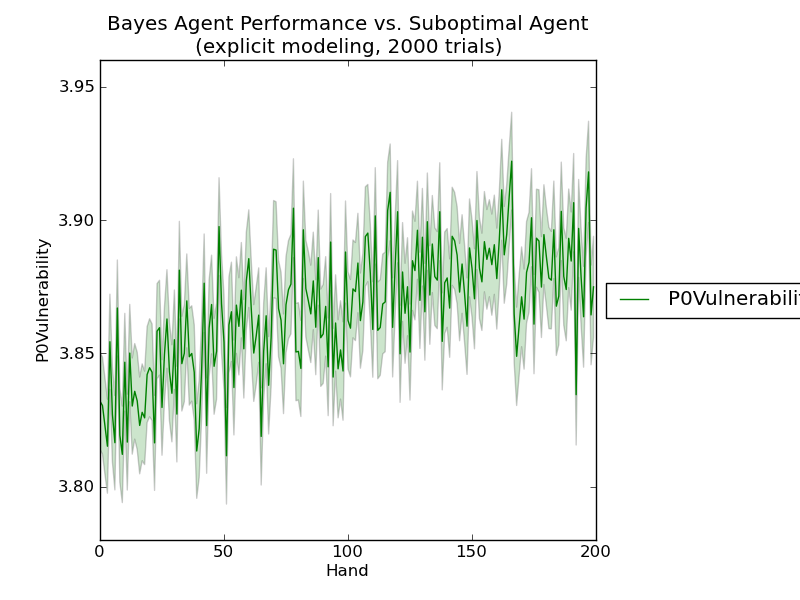 Bayes Agent Performance vs. Suboptimal Agent
(explicit modeling, 2000 trials)
3.95
3.90
3.85
3.80
P0Vulnerability
0
50
100
150
200
Hand
P0Vulnerabili